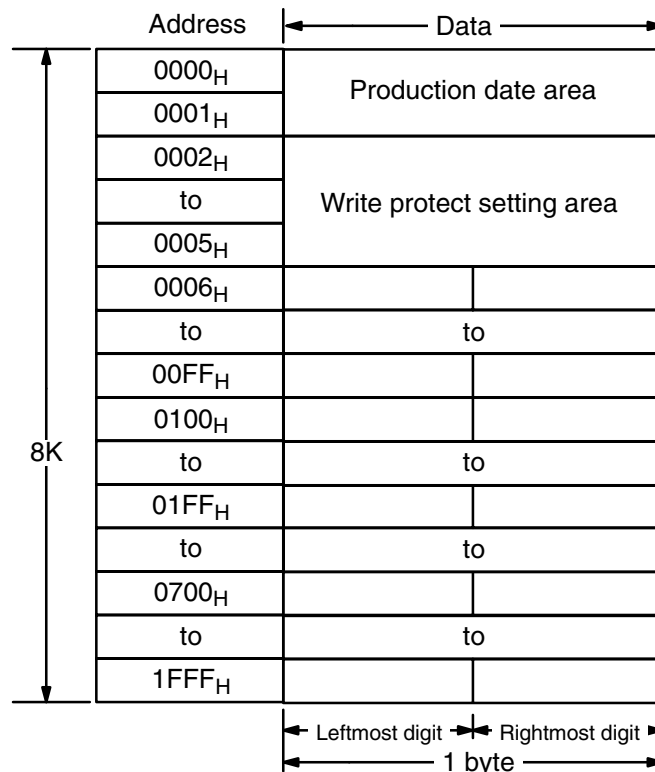 Address Data
0000H
Production date area
0001H
0002H
to
Write protect setting area
0005H
0006H
to to
00FFH
0100H
8K
to to
01FFH
to to
0700H
to to
1FFFH
Leftmost digit Rightmost digit
1 byte